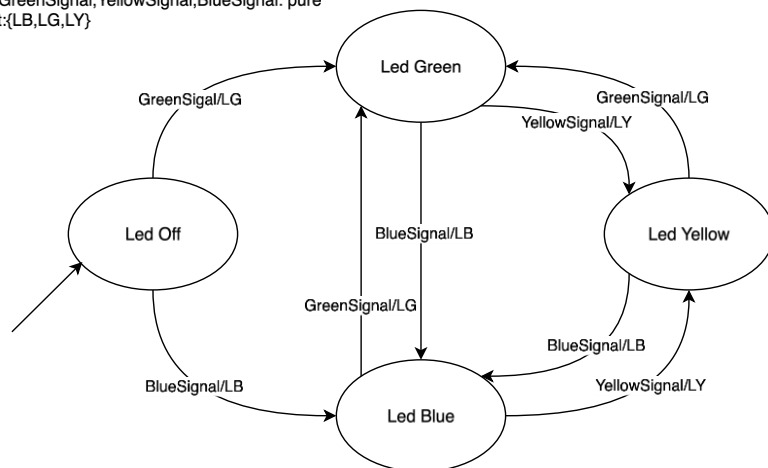 GreenSignal,YellowSignal,BlueSignal: pure
:{LB,LG,LY}
Led Green
GreenSigal/LG
GreenSignal/LG
YellowSignal/LY
Led Off
BlueSignal/LB
Led Yellow
GreenSignal/LG
BlueSignal/LB
BlueSignal/LB
YellowSignal/LY
Led Blue